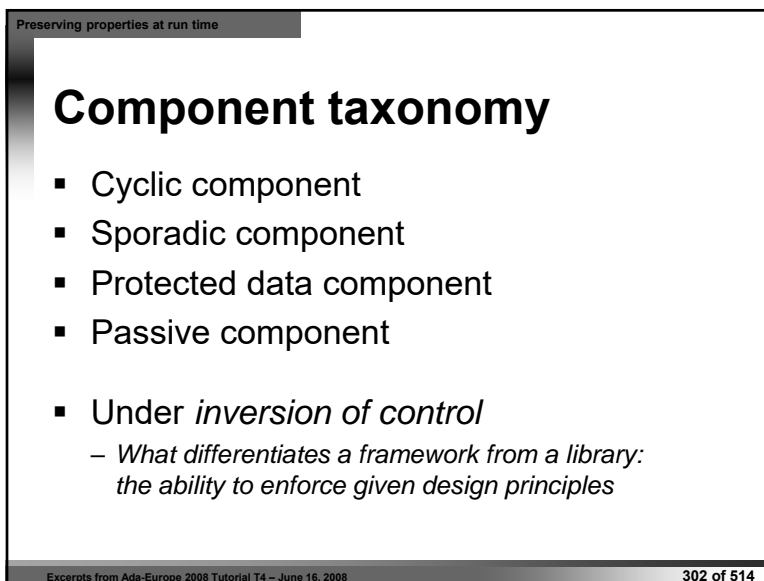 Preserving properties at run time
Component taxonomy
▪ Cyclic component
▪ Sporadic component
▪ Protected data component
▪ Passive component
▪ Under inversion of control
– What differentiates a framework from a library:
the ability to enforce given design principles
Excerpts from Ada-Europe 2008 Tutorial T4 – June 16, 2008
302 of 514